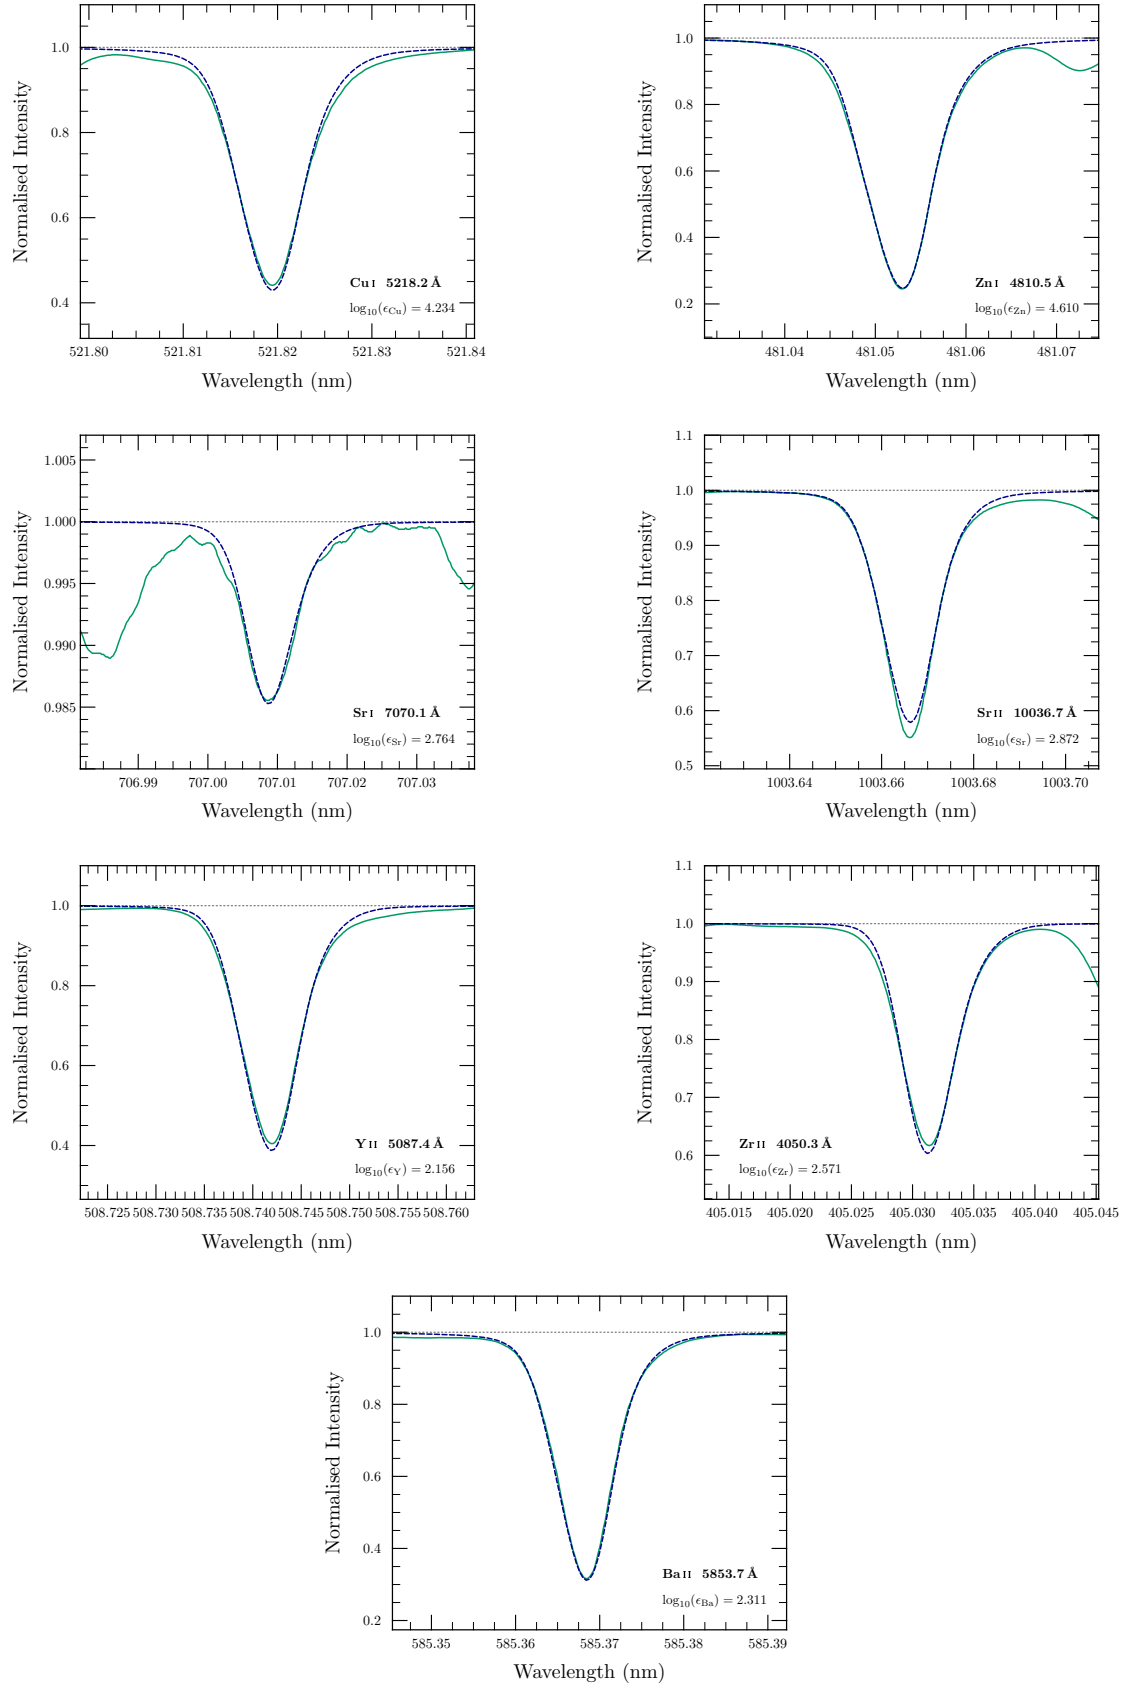 1.0
0.8
0.6
0.4
Normalised Intensity
Cu I 5218.2 Å
log₁₀(ϵ_Cu) = 4.234
521.80 521.81 521.82 521.83 521.84
Wavelength (nm)
1.0
0.8
0.6
0.4
0.2
Normalised Intensity
Zn I 4810.5 Å
log₁₀(ϵ_Zn) = 4.610
481.04 481.05 481.06 481.07
Wavelength (nm)
1.005
1.000
0.995
0.990
0.985
Normalised Intensity
Sr I 7070.1 Å
log₁₀(ϵ_Sr) = 2.764
706.99 707.00 707.01 707.02 707.03
Wavelength (nm)
1.1
1.0
0.9
0.8
0.7
0.6
0.5
Normalised Intensity
Sr II 10036.7 Å
log₁₀(ϵ_Sr) = 2.872
1003.64 1003.66 1003.68 1003.70
Wavelength (nm)
1.0
0.8
0.6
0.4
Normalised Intensity
Y II 5087.4 Å
log₁₀(ϵ_Y) = 2.156
508.725 508.730 508.735 508.740 508.745 508.750 508.755 508.760
Wavelength (nm)
1.1
1.0
0.9
0.8
0.7
0.6
Normalised Intensity
Zr II 4050.3 Å
log₁₀(ϵ_Zr) = 2.571
405.015 405.020 405.025 405.030 405.035 405.040 405.045
Wavelength (nm)
1.0
0.8
0.6
0.4
0.2
Normalised Intensity
Ba II 5853.7 Å
log₁₀(ϵ_Ba) = 2.311
585.35 585.36 585.37 585.38 585.39
Wavelength (nm)